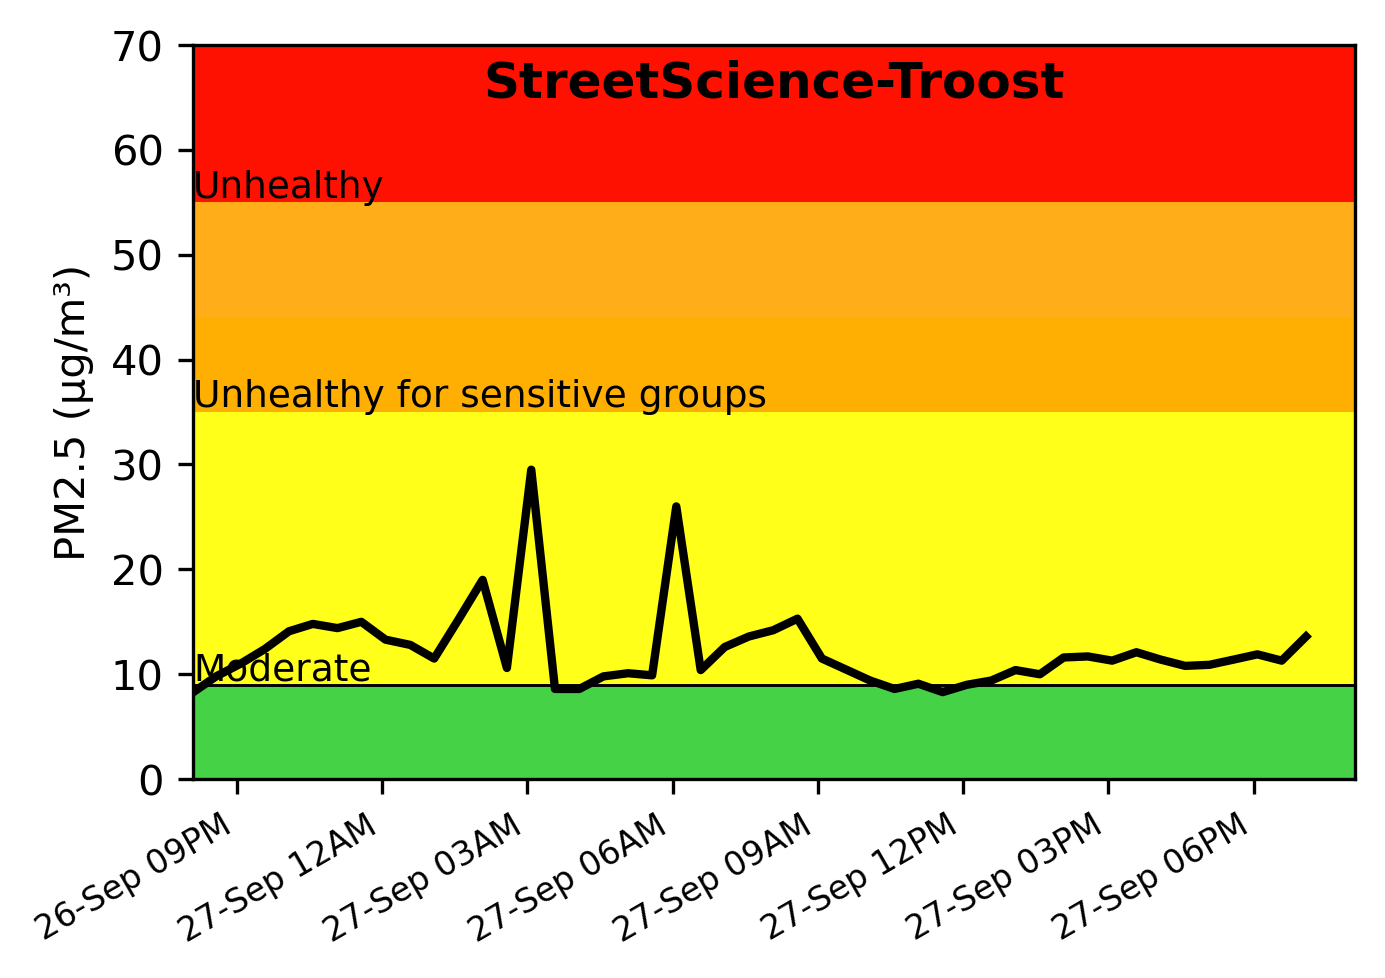 StreetScience-Troost
PM2.5 (µg/m³)
70
60
50
40
30
20
10
0
Unhealthy
Unhealthy for sensitive groups
Moderate
26-Sep 09PM
27-Sep 12AM
27-Sep 03AM
27-Sep 06AM
27-Sep 09AM
27-Sep 12PM
27-Sep 03PM
27-Sep 06PM